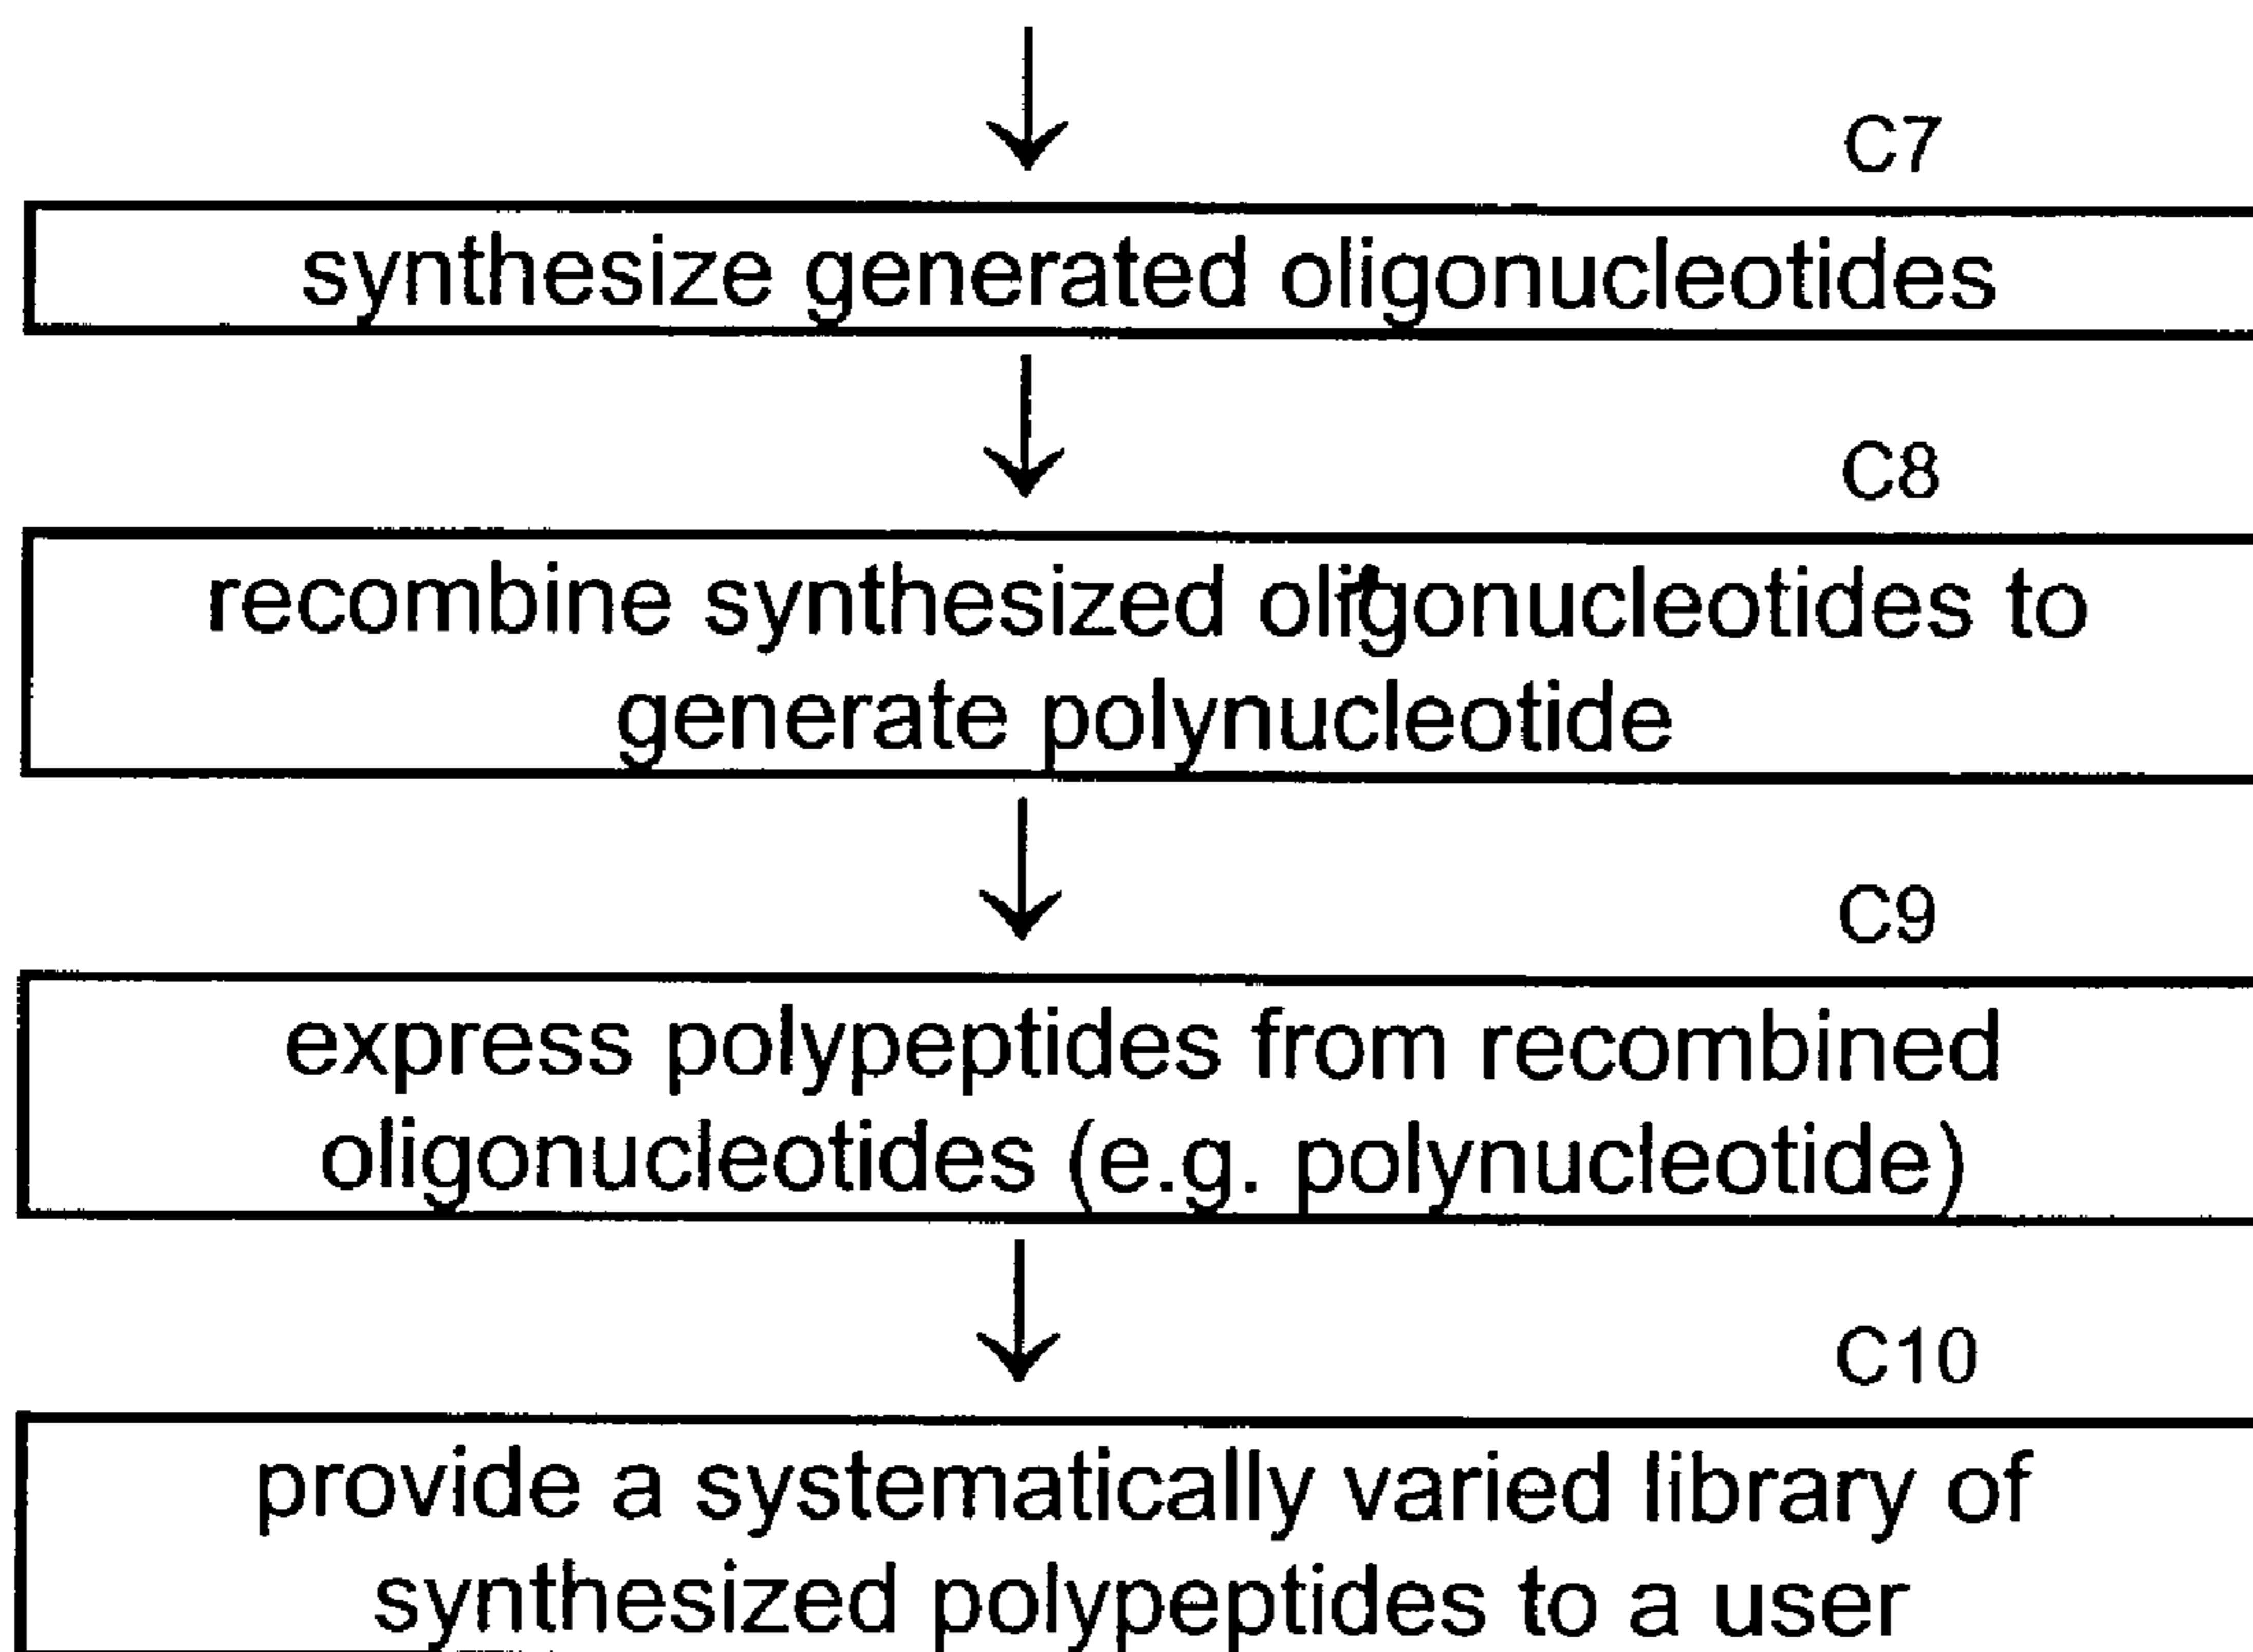 C7
synthesize generated oligonucleotides
C8
recombine synthesized oligonucleotides to
generate polynucleotide
C9
express polypeptides from recombined
oligonucleotides (e.g. polynucleotide)
C10
provide a systematically varied library of
synthesized polypeptides to a user